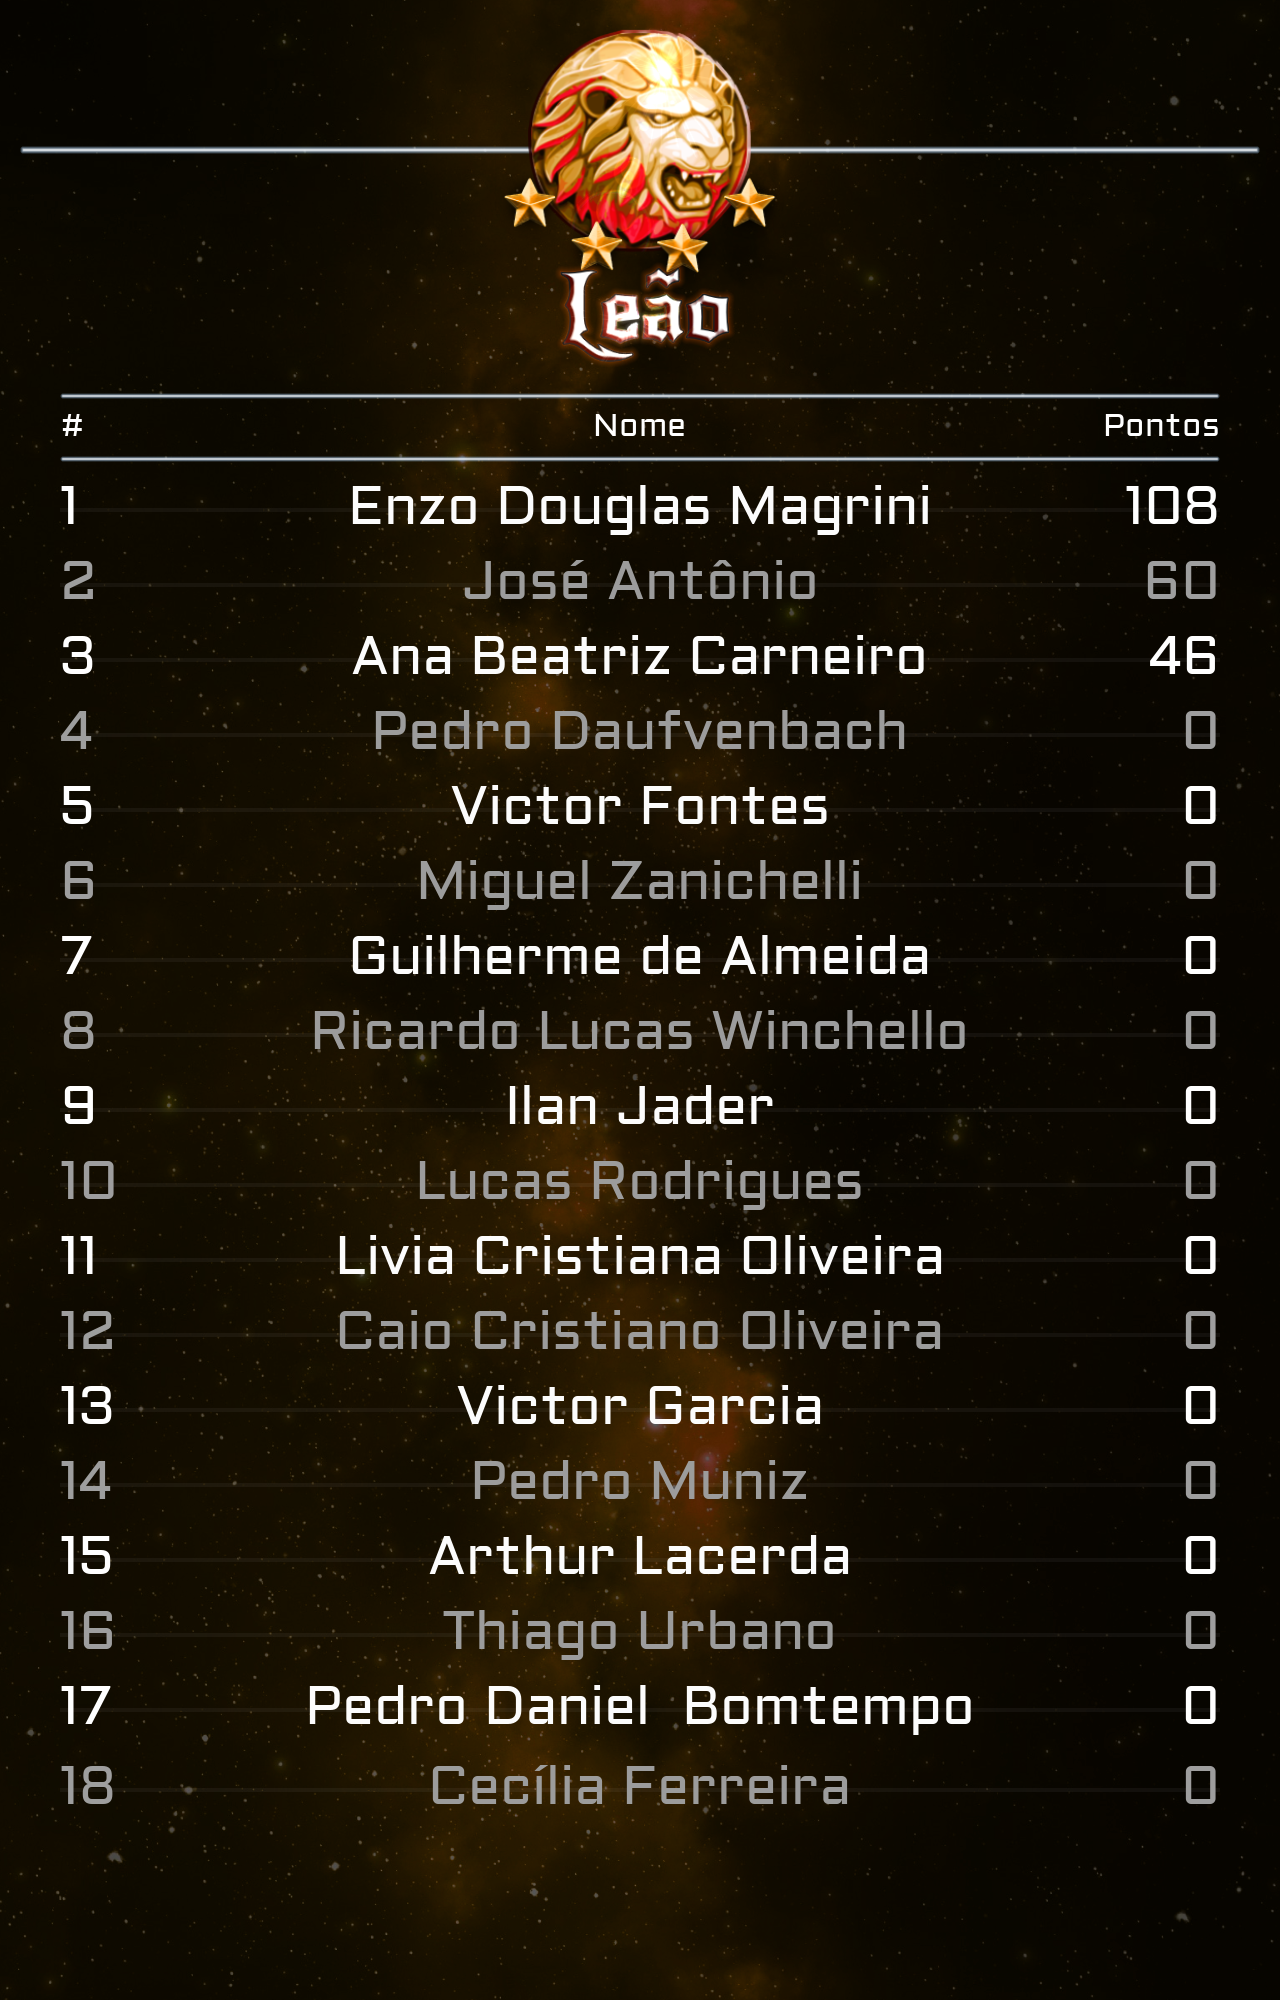 Leão
# Nome Pontos
1 Enzo Douglas Magrini 108
2 José Antônio 60
3 Ana Beatriz Carneiro 46
4 Pedro Daufvenbach 0
5 Victor Fontes 0
6 Miguel Zanichelli 0
7 Guilherme de Almeida 0
8 Ricardo Lucas Winchello 0
9 Ilan Jader 0
10 Lucas Rodrigues 0
11 Livia Cristiana Oliveira 0
12 Caio Cristiano Oliveira 0
13 Victor Garcia 0
14 Pedro Muniz 0
15 Arthur Lacerda 0
16 Thiago Urbano 0
17 Pedro Daniel  Bomtempo 0
18 Cecília Ferreira 0